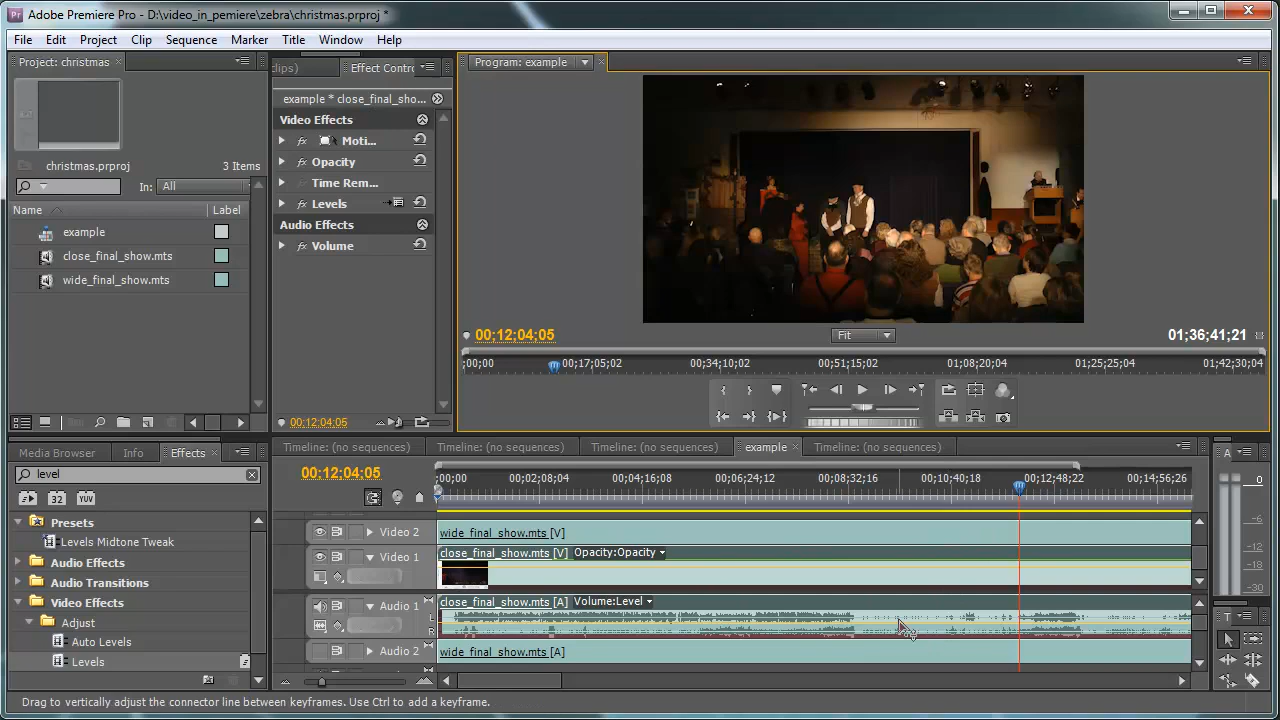 Adobe Premiere Pro - D:\video_in_pemiere\zebra\christmas.prproj *
File Edit Project Clip Sequence Marker Title Window Help
Project: christmas
christmas.prproj
3 Items
In: All
Name Label
example
close_final_show.mts
wide_final_show.mts
clips)
Effect Contro
example * close_final_sho...
Video Effects
fx Moti...
fx Opacity
Time Rem...
fx Levels
Audio Effects
fx Volume
00;12;04;05
Program: example
00;12;04;05
Fit
01;36;41;21
;00;00 00;17;05;02 00;34;10;02 00;51;15;02 01;08;20;04 01;25;25;04 01;42;30;04
Media Browser Info Effects
level
32 YUV
Presets
Levels Midtone Tweak
Audio Effects
Audio Transitions
Video Effects
Adjust
Auto Levels
Levels
Timeline: (no sequences) Timeline: (no sequences) Timeline: (no sequences) example Timeline: (no sequences)
00;12;04;05
;00;00 00;02;08;04 00;04;16;08 00;06;24;12 00;08;32;16 00;10;40;18 00;12;48;22 00;14;56;26
Video 2
wide_final_show.mts [V]
Video 1
close_final_show.mts [V] Opacity:Opacity
Audio 1
L
R
close_final_show.mts [A] Volume:Level
Audio 2
wide_final_show.mts [A]
A
0
-6
-12
-18
-30
T
Drag to vertically adjust the connector line between keyframes. Use Ctrl to add a keyframe.